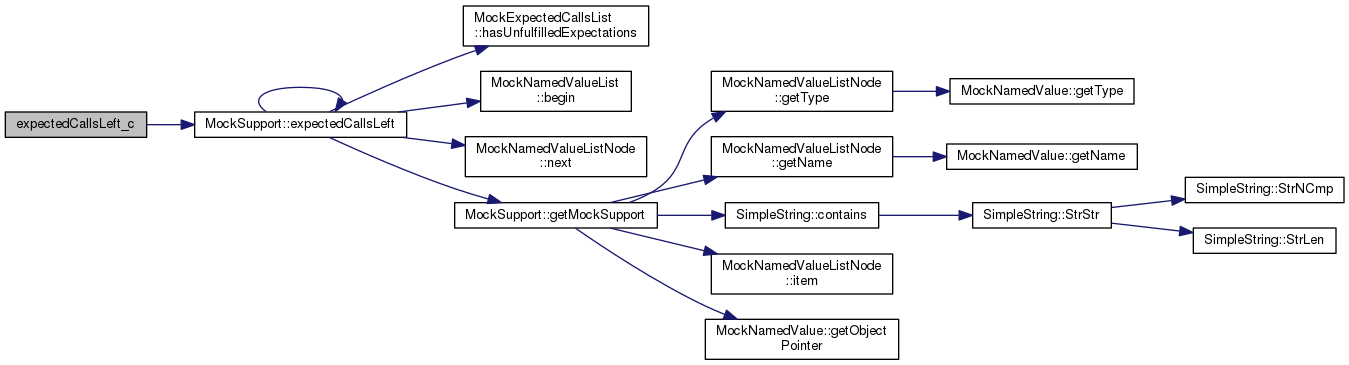 expectedCallsLeft_c
MockSupport::expectedCallsLeft
MockExpectedCallsList
::hasUnfulfilledExpectations
MockNamedValueList
::begin
MockNamedValueListNode
::next
MockSupport::getMockSupport
MockNamedValueListNode
::getType
MockNamedValueListNode
::getName
SimpleString::contains
MockNamedValueListNode
::item
MockNamedValue::getObject
Pointer
MockNamedValue::getType
MockNamedValue::getName
SimpleString::StrStr
SimpleString::StrNCmp
SimpleString::StrLen